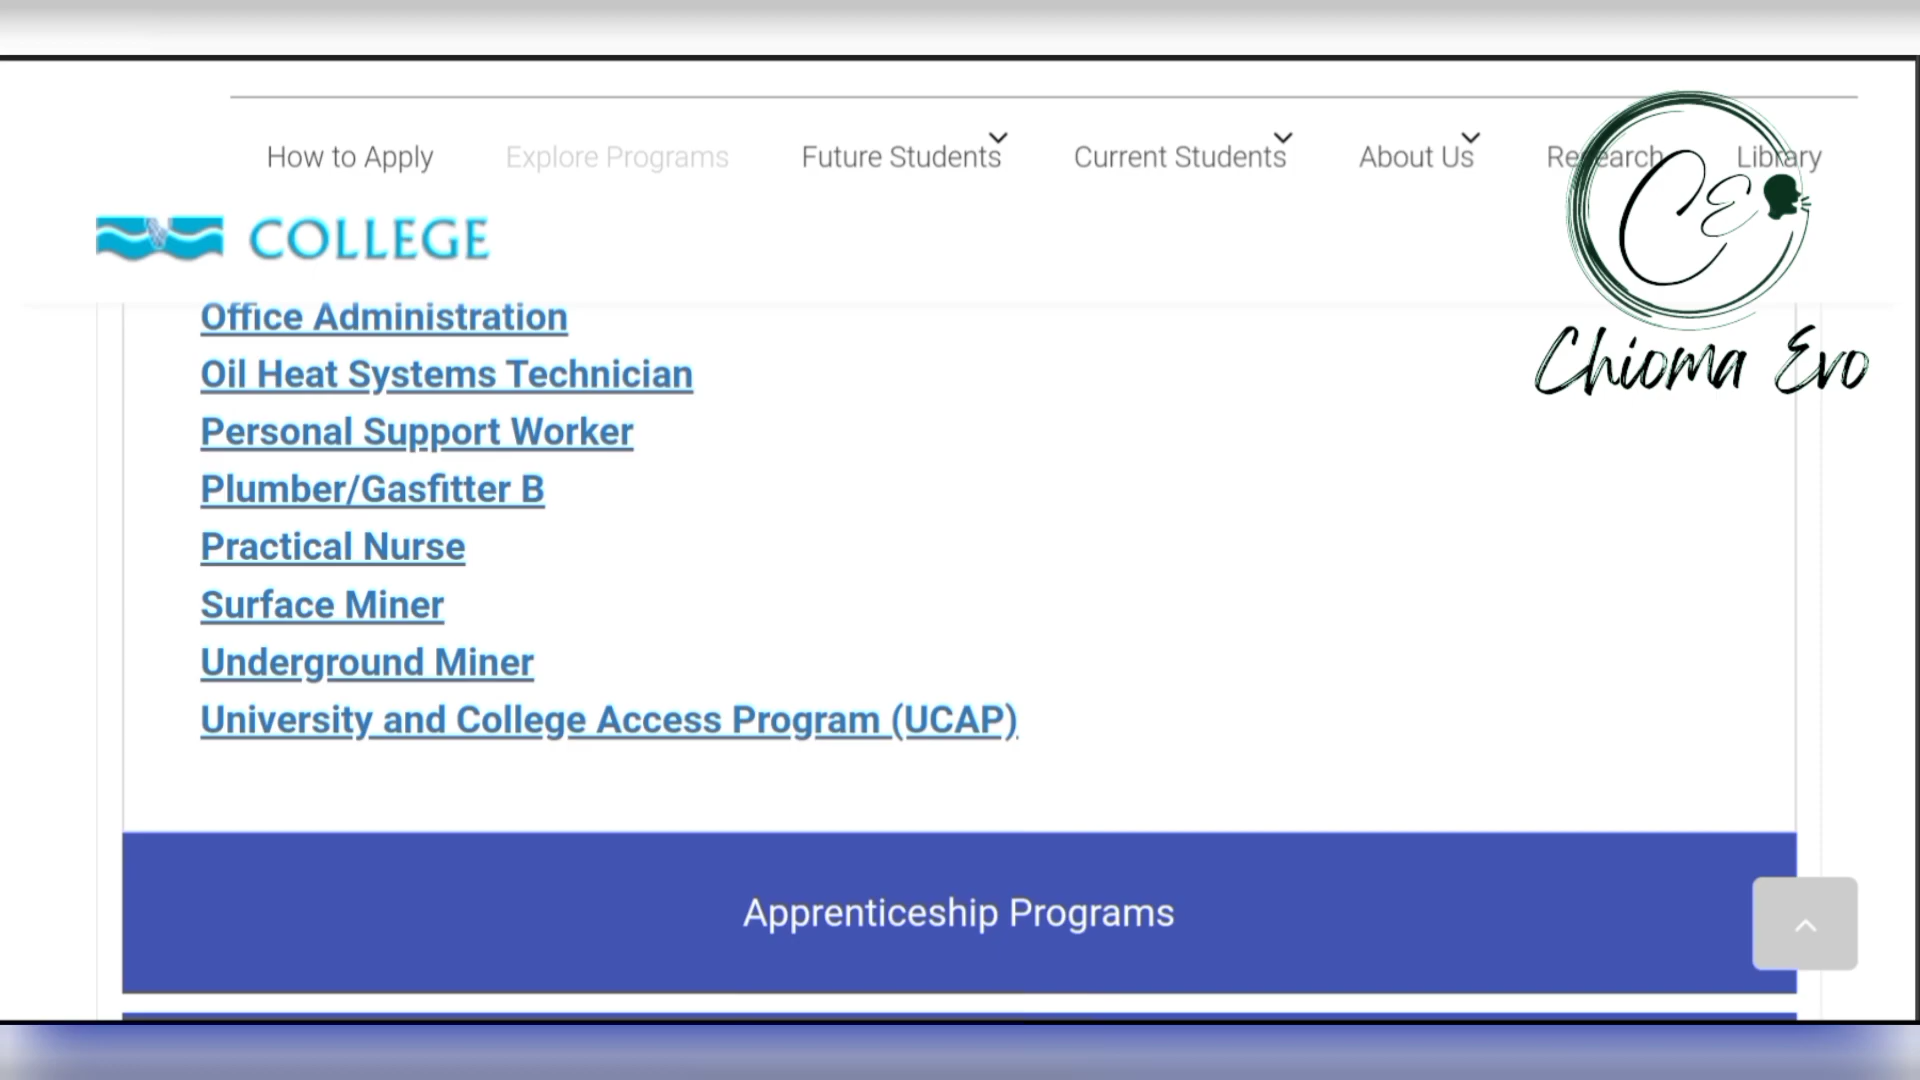 How to Apply
Explore Programs
Future Students
Current Students
About Us
Research
Library
COLLEGE
CE
Chioma Evo
Office Administration
Oil Heat Systems Technician
Personal Support Worker
Plumber/Gasfitter B
Practical Nurse
Surface Miner
Underground Miner
University and College Access Program (UCAP)
Apprenticeship Programs